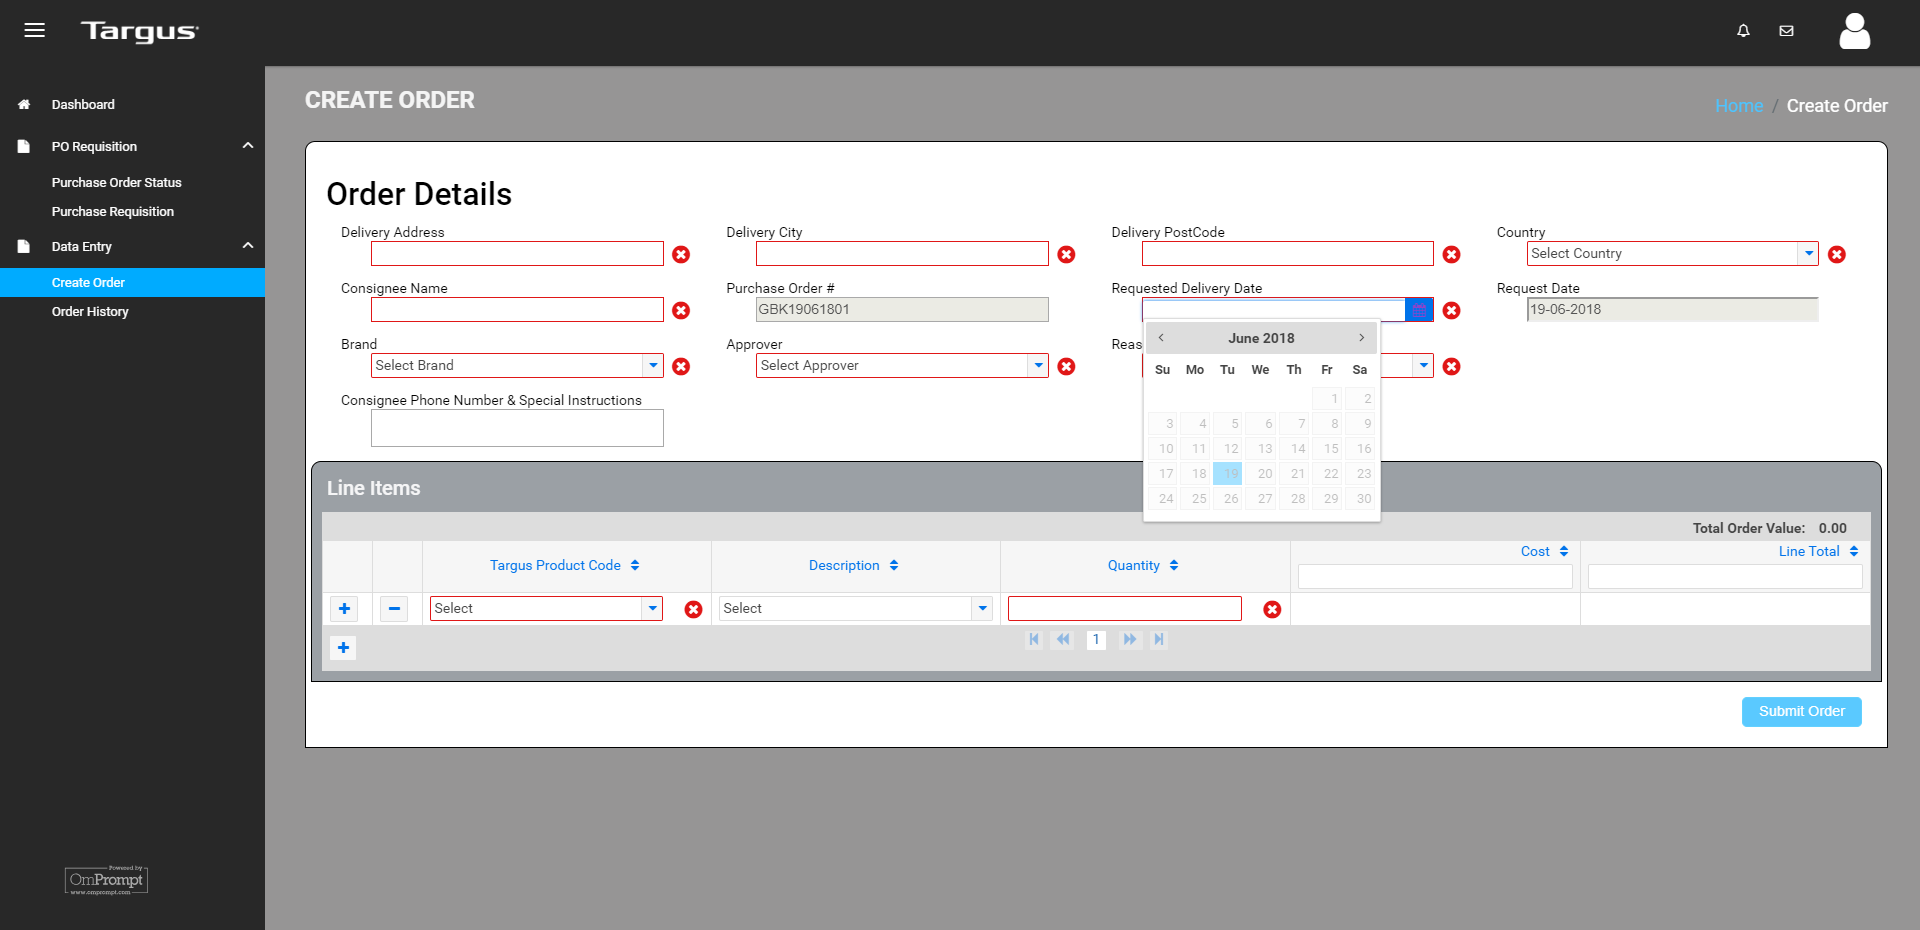 Targus
Dashboard
PO Requisition
Purchase Order Status
Purchase Requisition
Data Entry
Create Order
Order History
Powered by
OmPrompt
www.omprompt.com
CREATE ORDER
Home / Create Order
Order Details
Delivery Address
Delivery City
Delivery PostCode
Country
Select Country
Consignee Name
Purchase Order #
GBK19061801
Requested Delivery Date
Request Date
19-06-2018
Brand
Select Brand
Approver
Select Approver
Reas
Consignee Phone Number & Special Instructions
June 2018
Su Mo Tu We Th Fr Sa
1 2
3 4 5 6 7 8 9
10 11 12 13 14 15 16
17 18 19 20 21 22 23
24 25 26 27 28 29 30
Line Items
Total Order Value: 0.00
Targus Product Code
Description
Quantity
Cost
Line Total
Select
Select
1
Submit Order